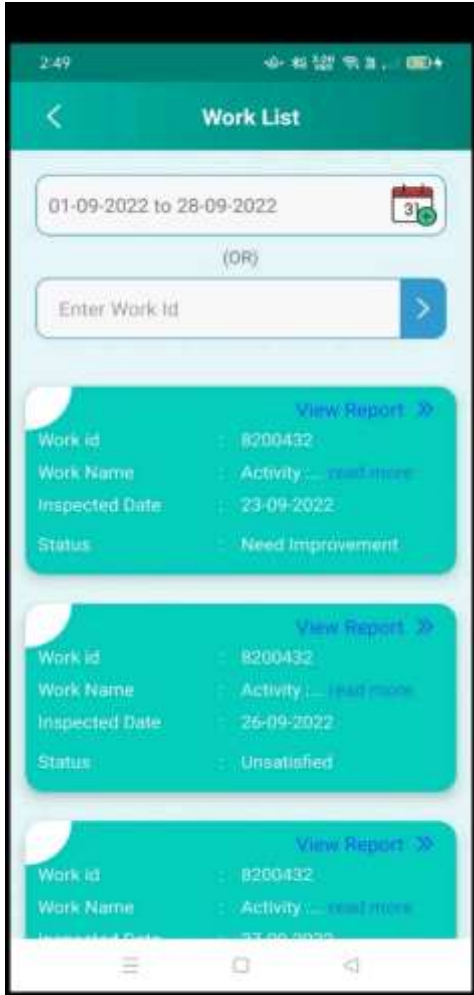 2:49
Work List
01-09-2022 to 28-09-2022
31
(OR)
Enter Work Id
View Report »
Work id : 8200432
Work Name : Activity :... read more
Inspected Date : 23-09-2022
Status : Need Improvement
View Report »
Work id : 8200432
Work Name : Activity :... read more
Inspected Date : 26-09-2022
Status : Unsatisfied
View Report »
Work id : 8200432
Work Name : Activity :... read more